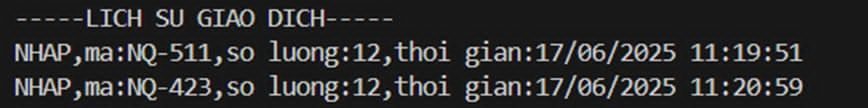 -----LICH SU GIAO DICH-----
NHAP,ma:NQ-511,so luong:12,thoi gian:17/06/2025 11:19:51
NHAP,ma:NQ-423,so luong:12,thoi gian:17/06/2025 11:20:59